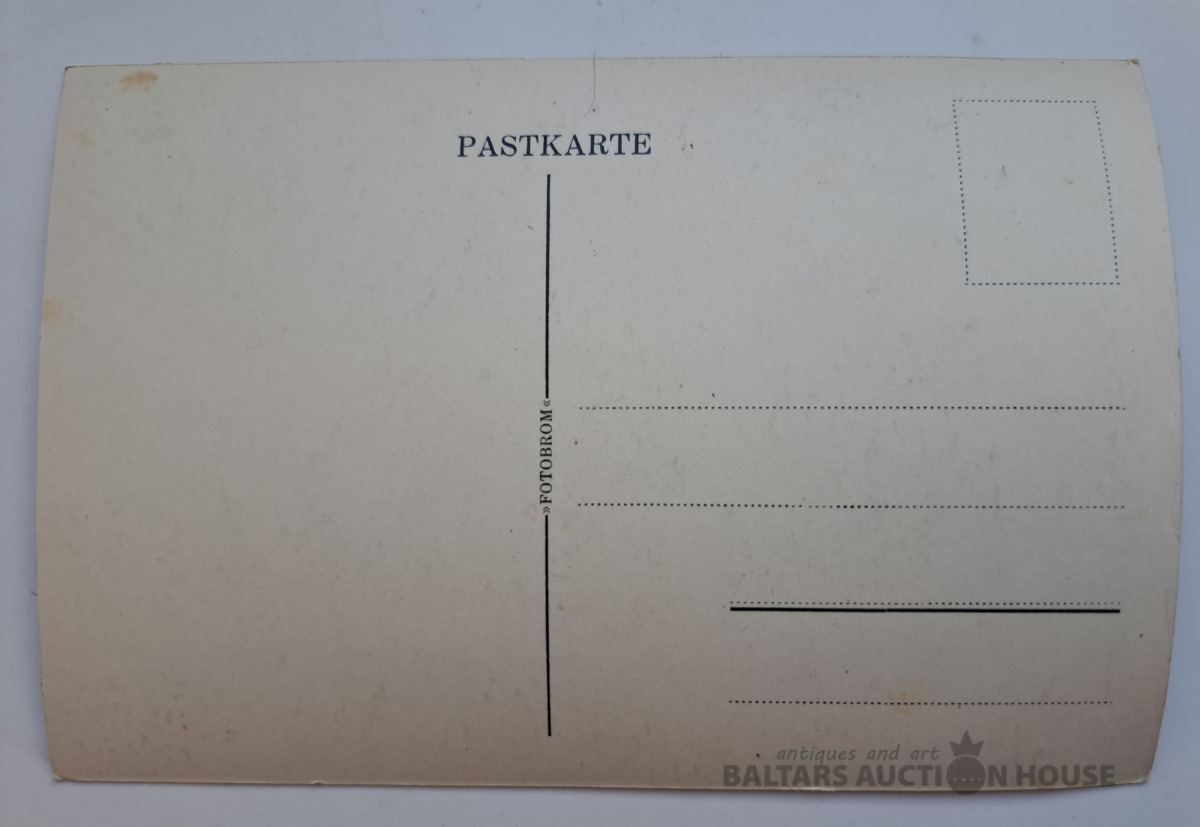 PASTKARTE
»FOTOBROM«
antiques and art
BALTARS AUCTION HOUSE